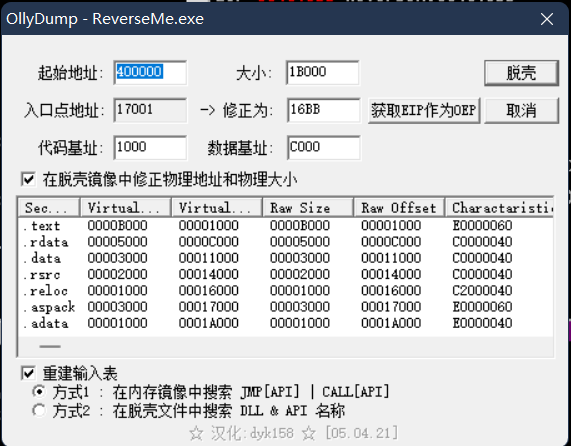 OllyDump - ReverseMe.exe
起始地址: 400000 大小: 1B000 脱壳
入口点地址: 17001 -> 修正为: 16BB 获取EIP作为OEP 取消
代码基址: 1000 数据基址: C000
在脱壳镜像中修正物理地址和物理大小
Sec... Virtual... Virtual... Raw Size Raw Offset Charactaristi
.text 0000B000 00001000 0000B000 00001000 E0000060
.rdata 00005000 0000C000 00005000 0000C000 C0000040
.data 00003000 00011000 00003000 00011000 C0000040
.rsrc 00002000 00014000 00002000 00014000 C0000040
.reloc 00001000 00016000 00001000 00016000 C2000040
.aspack 00003000 00017000 00003000 00017000 E0000060
.adata 00001000 0001A000 00001000 0001A000 E0000040
重建输入表
方式1 : 在内存镜像中搜索 JMP[API] | CALL[API]
方式2 : 在脱壳文件中搜索 DLL & API 名称
☆ 汉化:dyk158 ☆ [05.04.21]